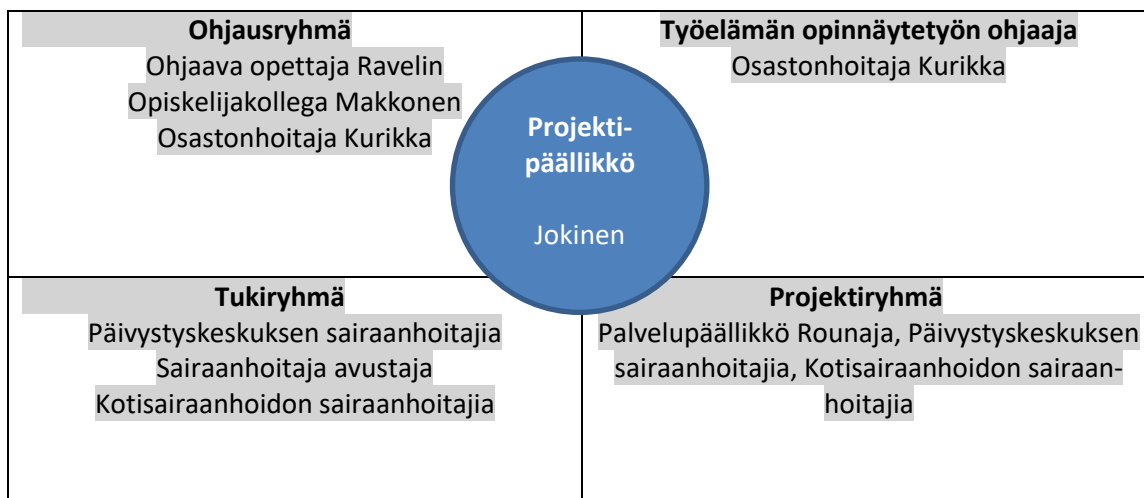 Ohjausryhmä
Ohjaava opettaja Ravelin
Opiskelijakollega Makkonen
Osastonhoitaja Kurikka
Työelämän opinnäytetyön ohjaaja
Osastonhoitaja Kurikka
Projekti-
päällikkö
Jokinen
Tukiryhmä
Päivystyskeskuksen sairaanhoitajia
Sairaanhoitaja avustaja
Kotisairaanhoidon sairaanhoitajia
Projektiryhmä
Palvelupäällikkö Rounaja, Päivystyskeskuksen
sairaanhoitajia, Kotisairaanhoidon sairaan-
hoitajia